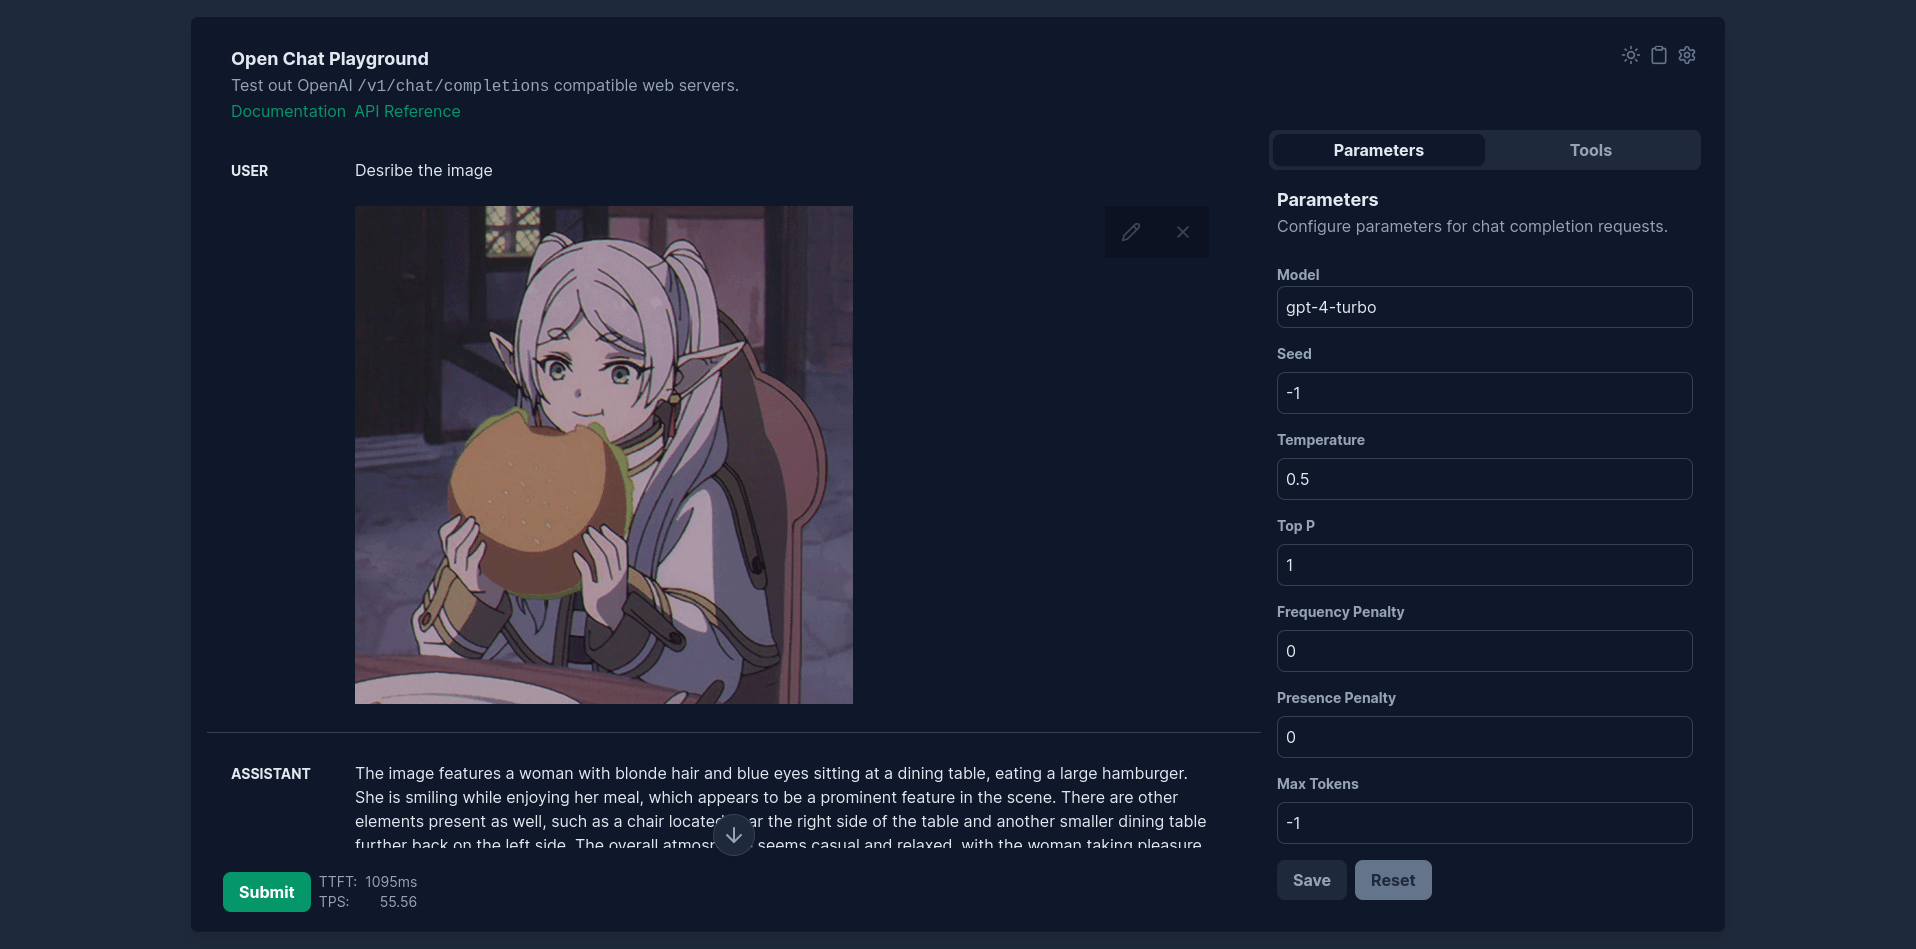 Open Chat Playground
Test out OpenAI /v1/chat/completions compatible web servers.
Documentation API Reference
USER
Desribe the image
ASSISTANT
The image features a woman with blonde hair and blue eyes sitting at a dining table, eating a large hamburger.
She is smiling while enjoying her meal, which appears to be a prominent feature in the scene. There are other
elements present as well, such as a chair located ar the right side of the table and another smaller dining table
further back on the left side. The overall seems casual and relaxed, with the woman taking pleasure
Submit
TTFT: 1095ms
TPS: 55.56
Parameters Tools
Parameters
Configure parameters for chat completion requests.
Model
gpt-4-turbo
Seed
-1
Temperature
0.5
Top P
1
Frequency Penalty
0
Presence Penalty
0
Max Tokens
-1
Save Reset